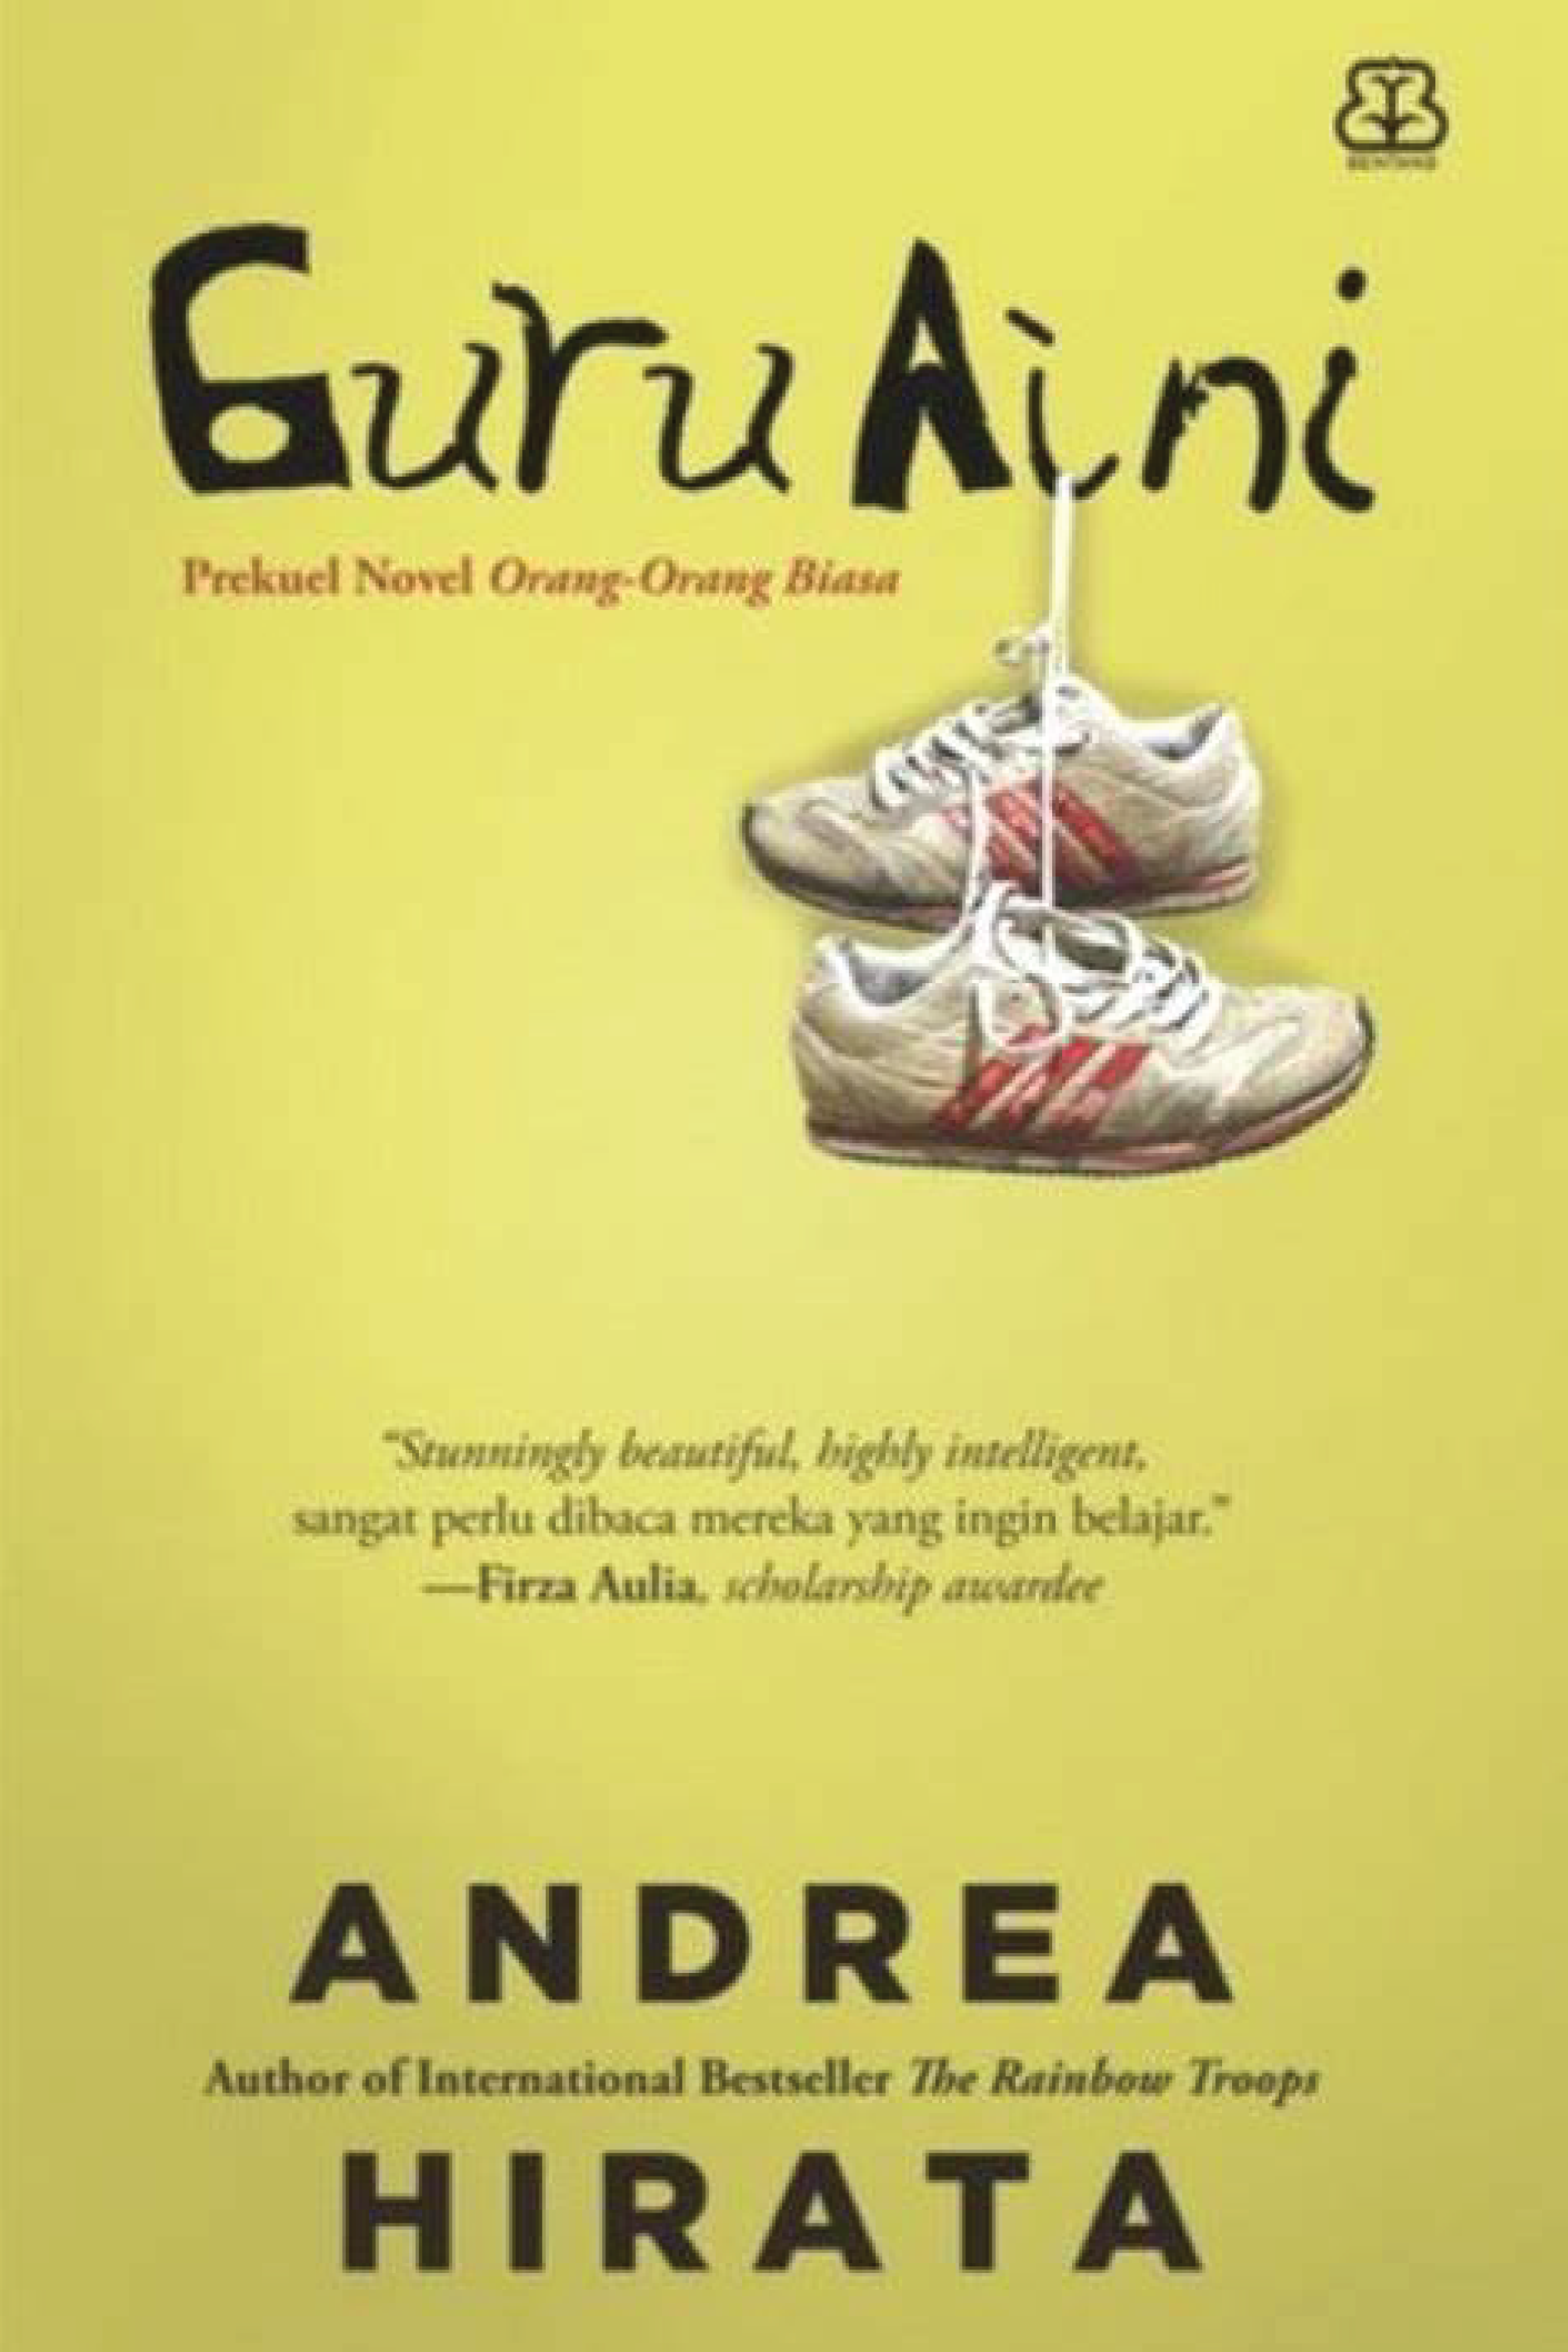 BENTANG
Guru Aini
Prekuel Novel Orang-Orang Biasa
“Stunningly beautiful, highly intelligent,
sangat perlu dibaca mereka yang ingin belajar.”
—Firza Aulia, scholarship awardee
ANDREA
Author of International Bestseller The Rainbow Troops
HIRATA